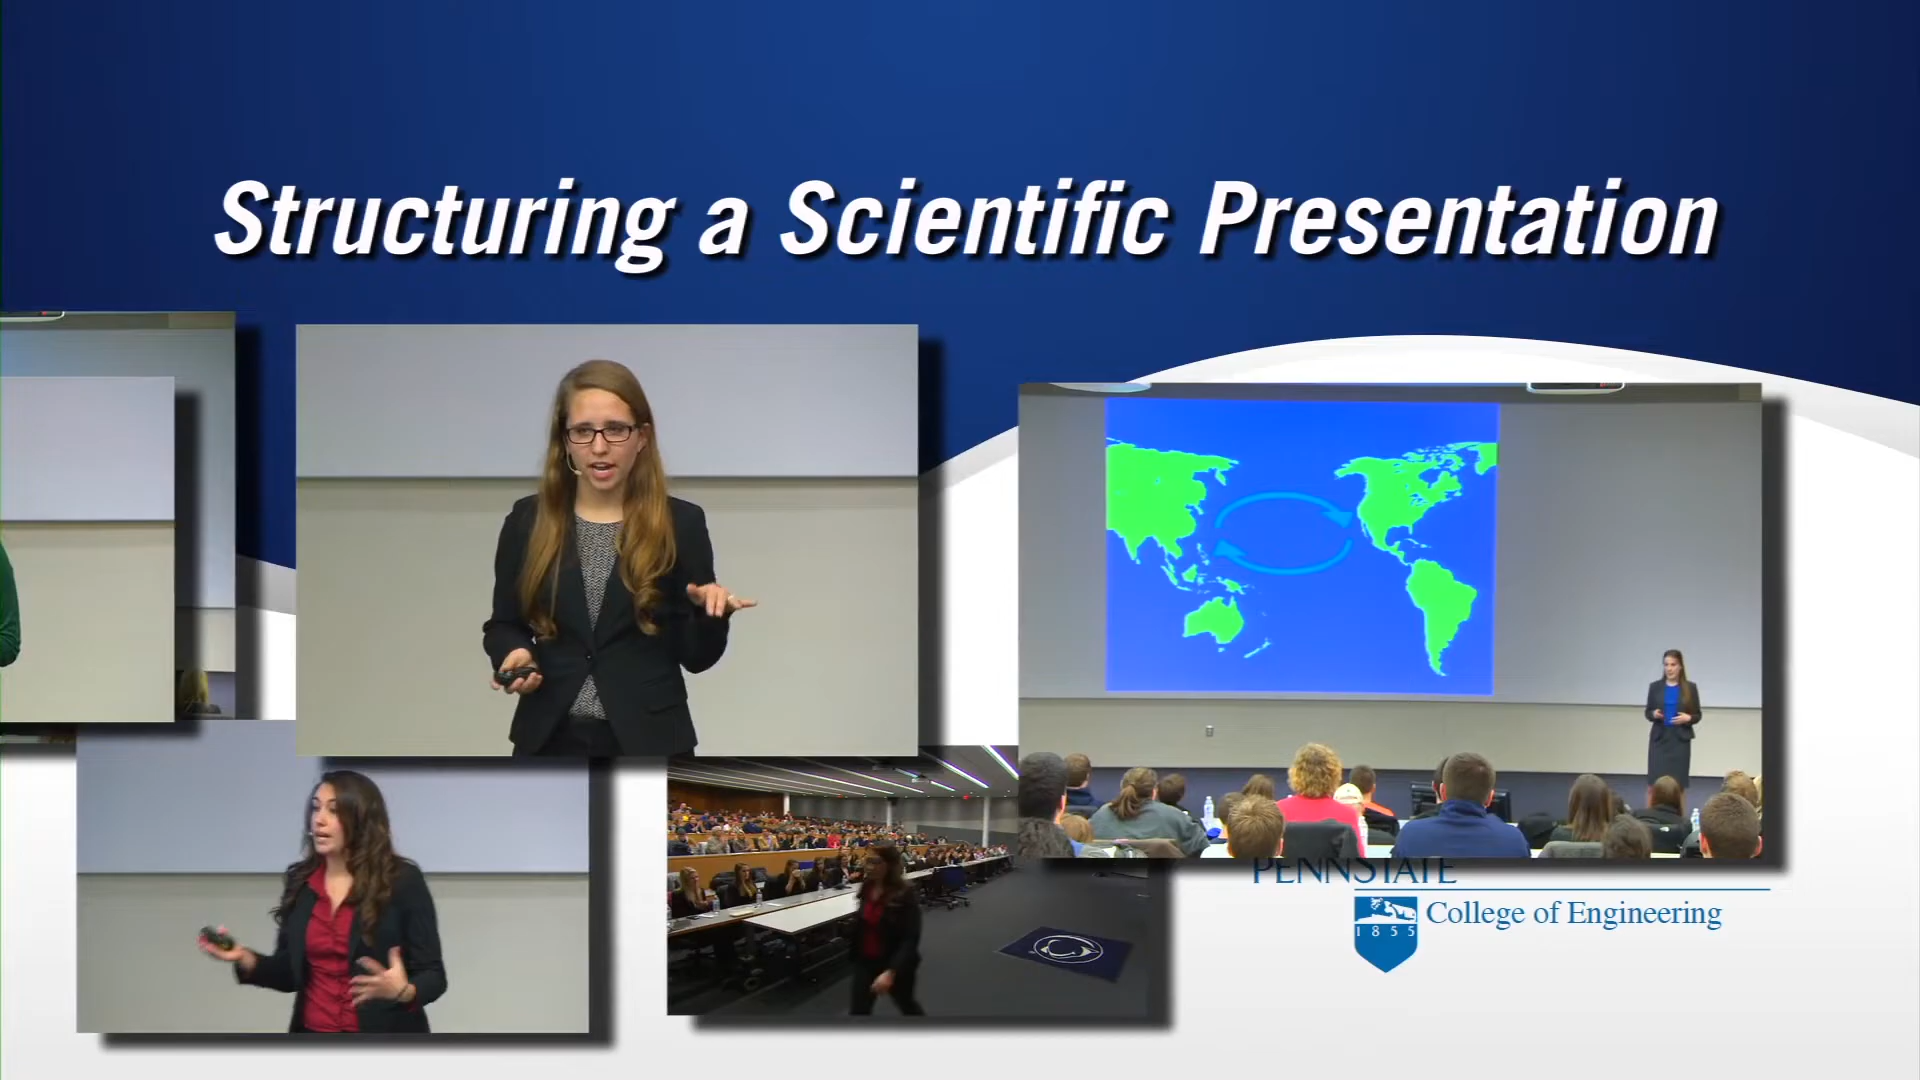 Structuring a Scientific Presentation
PENNSTATE
1855
College of Engineering